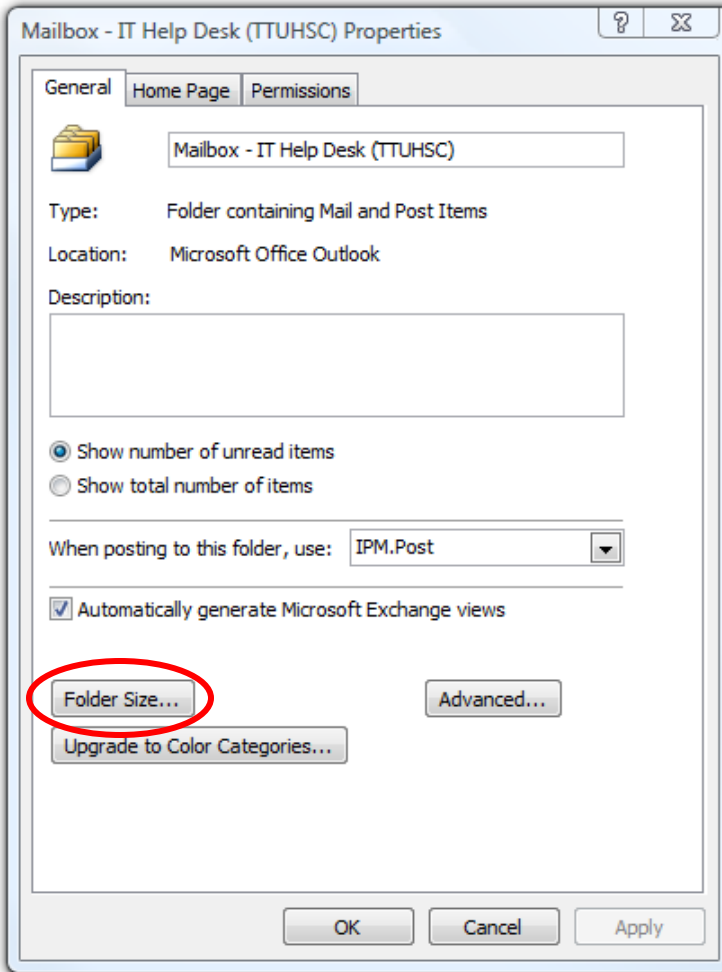 Mailbox - IT Help Desk (TTUHSC) Properties
General Home Page Permissions
Mailbox - IT Help Desk (TTUHSC)
Type: Folder containing Mail and Post Items
Location: Microsoft Office Outlook
Description:
Show number of unread items
Show total number of items
When posting to this folder, use: IPM.Post
Automatically generate Microsoft Exchange views
Folder Size... Advanced...
Upgrade to Color Categories...
OK Cancel Apply